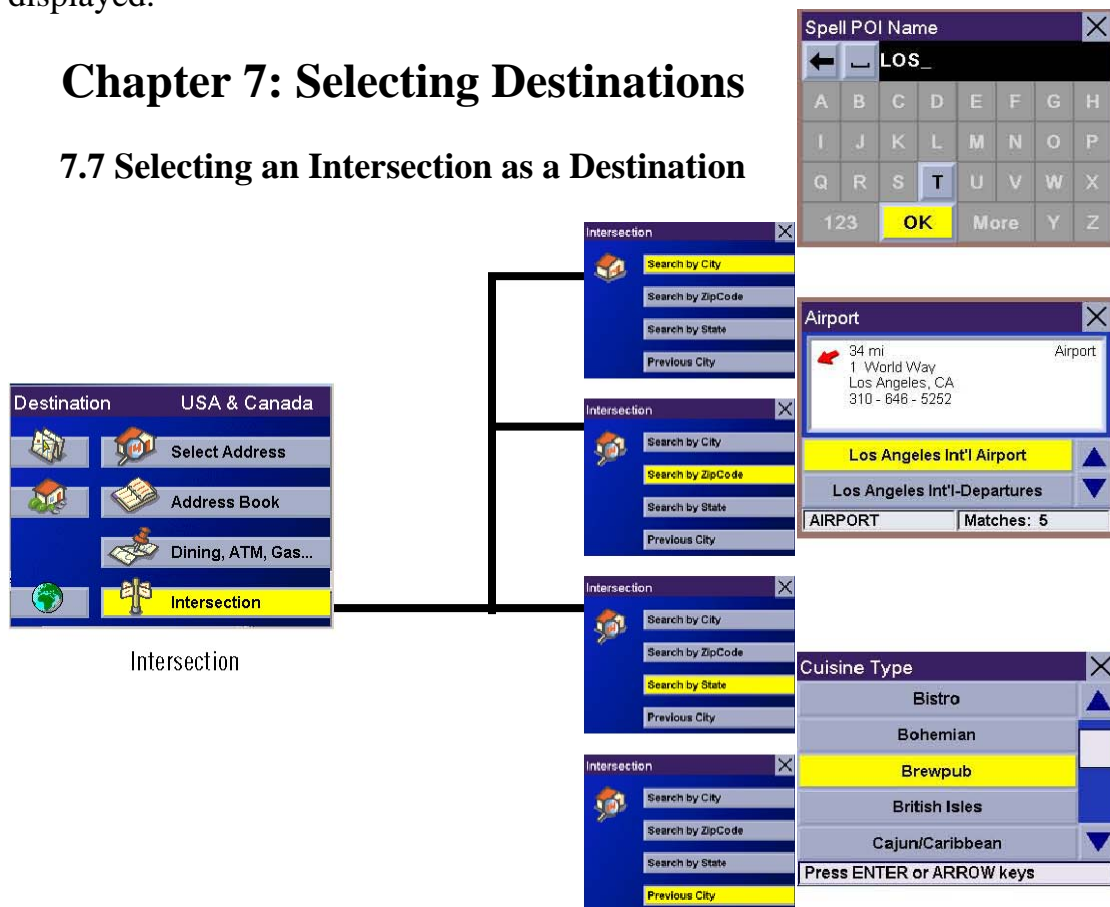 displayed.
Chapter 7: Selecting Destinations
7.7 Selecting an Intersection as a Destination
Destination USA & Canada
Select Address
Address Book
Dining, ATM, Gas...
Intersection
Intersection
Intersection
Search by City
Search by ZipCode
Search by State
Previous City
Intersection
Search by City
Search by ZipCode
Search by State
Previous City
Intersection
Search by City
Search by ZipCode
Search by State
Previous City
Intersection
Search by City
Search by ZipCode
Search by State
Previous City
Spell POI Name
LOS_
A B C D E F G H
I J K L M N O P
Q R S T U V W X
123 OK More Y Z
Airport
34 mi Airport
1 World Way
Los Angeles, CA
310 - 646 - 5252
Los Angeles Int'l Airport
Los Angeles Int'l-Departures
AIRPORT Matches: 5
Cuisine Type
Bistro
Bohemian
Brewpub
British Isles
Cajun/Caribbean
Press ENTER or ARROW keys